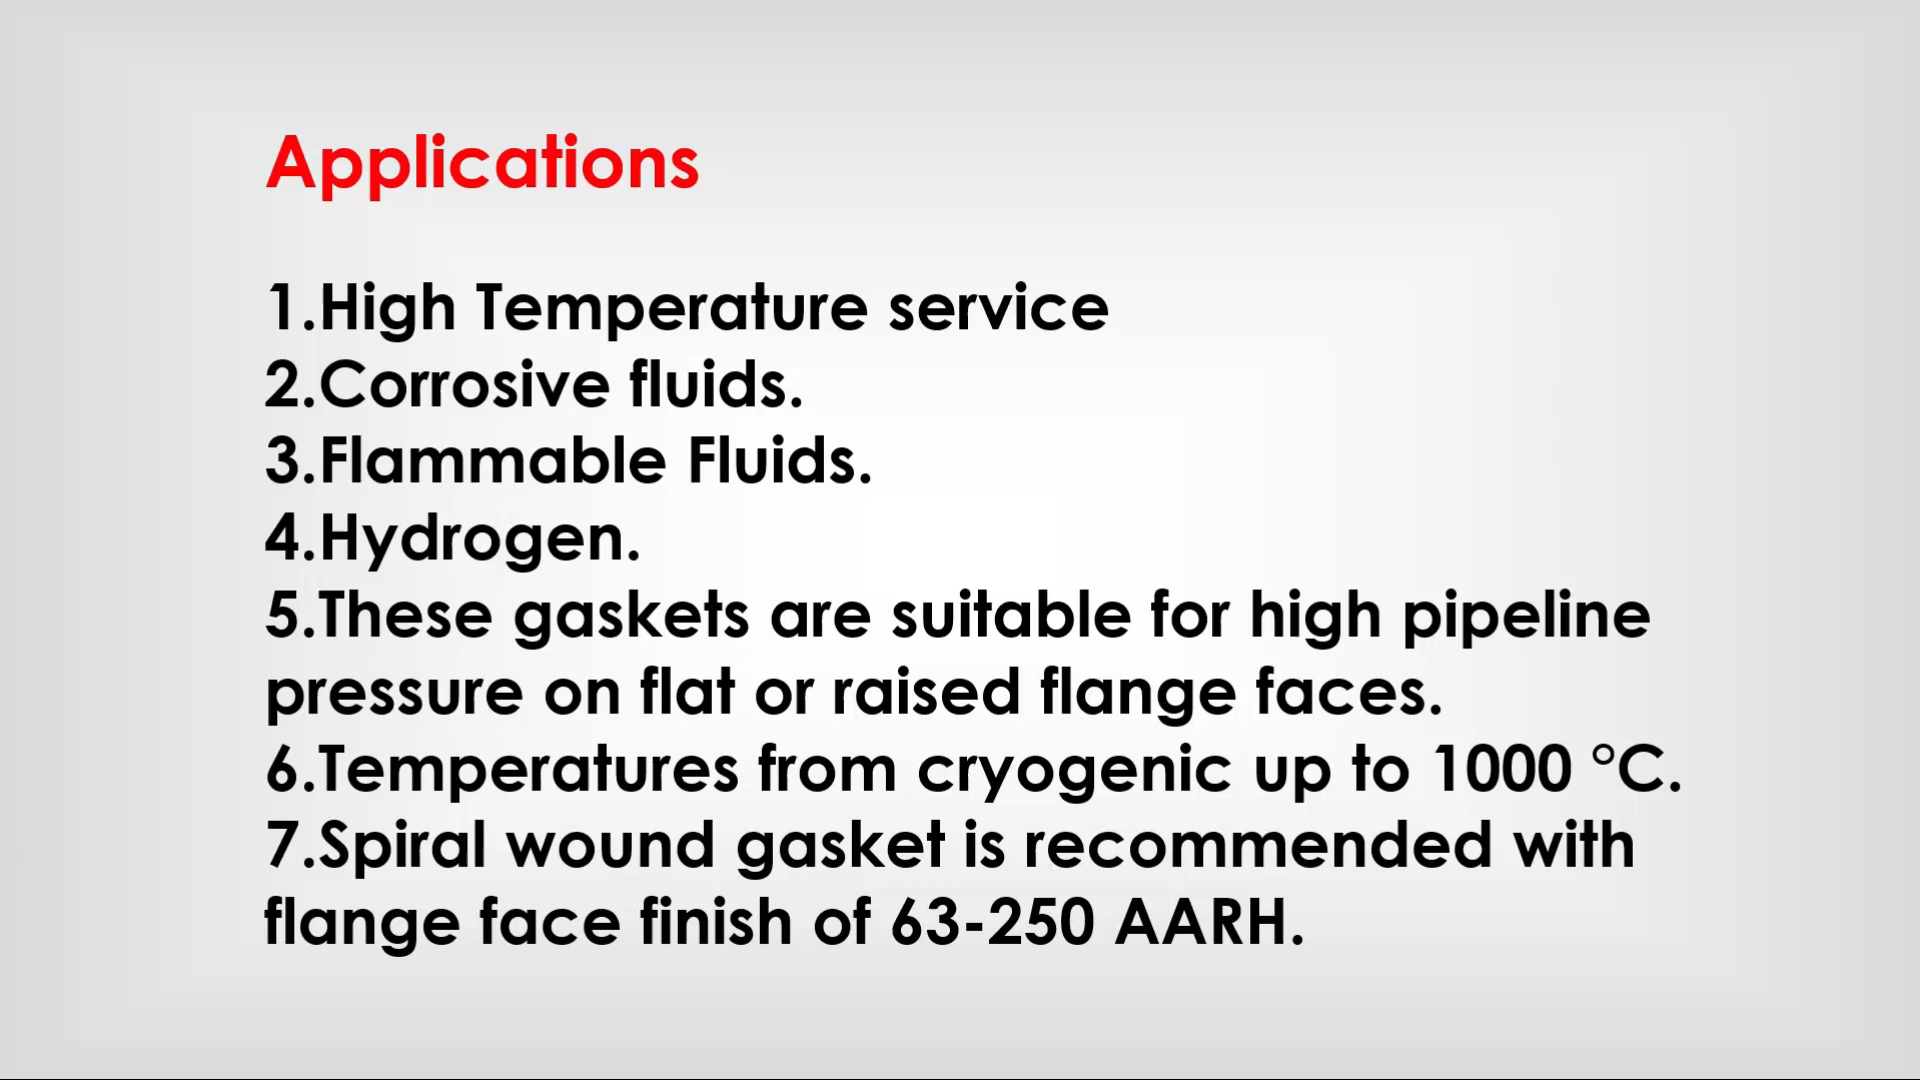 Applications
1.High Temperature service
2.Corrosive fluids.
3.Flammable Fluids.
4.Hydrogen.
5.These gaskets are suitable for high pipeline
pressure on flat or raised flange faces.
6.Temperatures from cryogenic up to 1000 °C.
7.Spiral wound gasket is recommended with
flange face finish of 63-250 AARH.